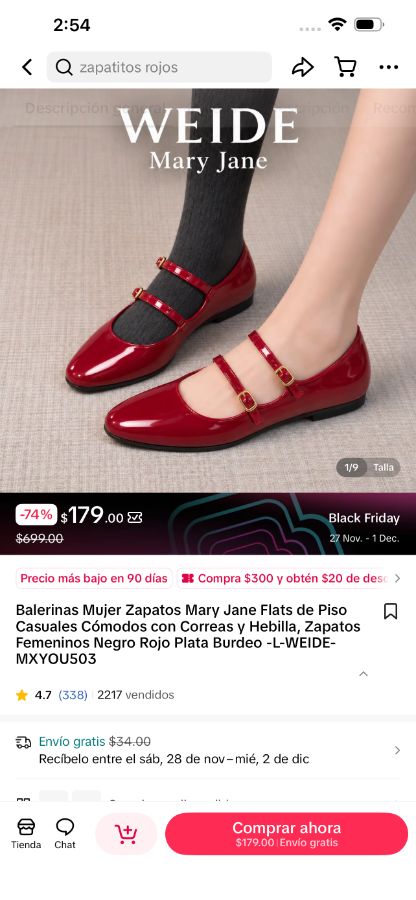 2:54
zapatitos rojos
Descripción general
WEIDE
Mary Jane
1/9 Talla
-74% $179.00
$699.00
Black Friday
27 Nov. - 1 Dec.
Precio más bajo en 90 días
Compra $300 y obtén $20 de desc
Balerinas Mujer Zapatos Mary Jane Flats de Piso
Casuales Cómodos con Correas y Hebilla, Zapatos
Femeninos Negro Rojo Plata Burdeo -L-WEIDE-
MXYOU503
4.7 (338) 2217 vendidos
Envío gratis $34.00
Recíbelo entre el sáb, 28 de nov–mié, 2 de dic
Tienda
Chat
Comprar ahora
$179.00 | Envío gratis